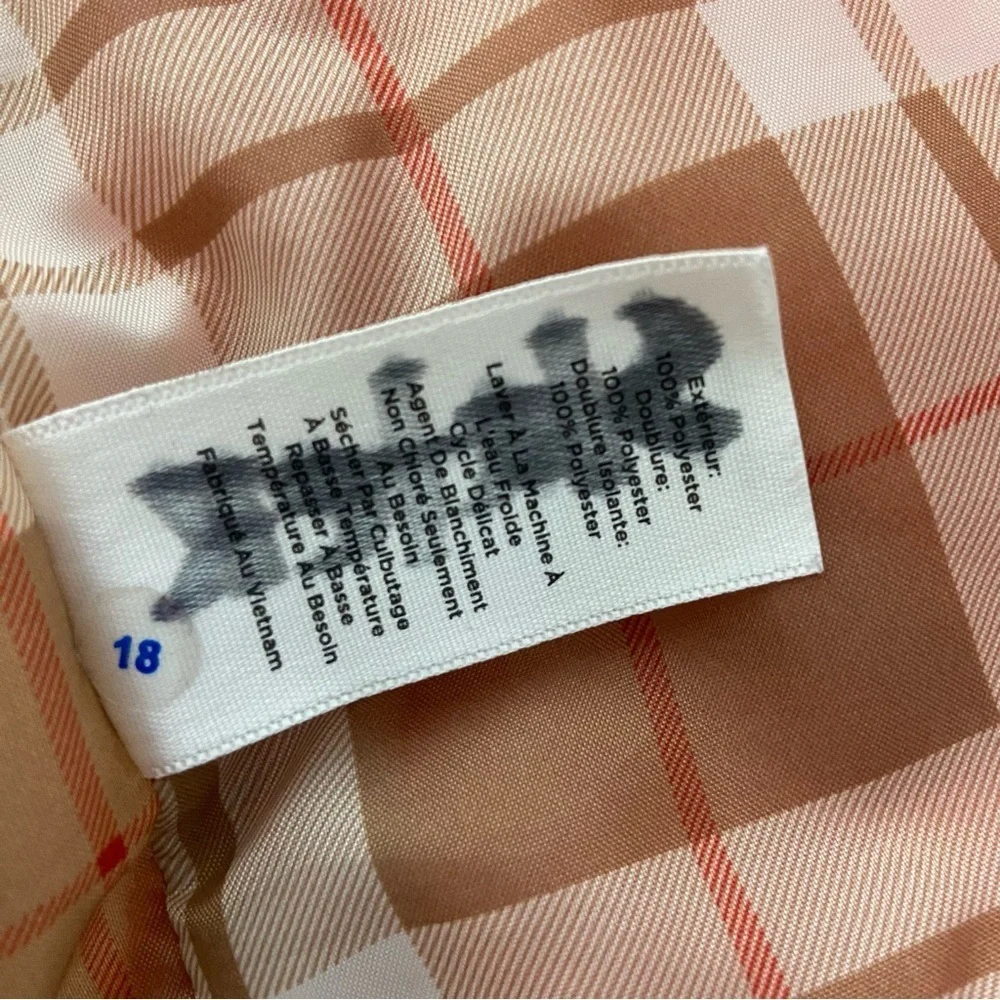 Extérieur:
100% Polyester
Doublure:
100% Polyester
Doublure Isolante:
100% Polyester
Laver À La Machine À
L'eau Froide
Cycle Délicat
Agent De Blanchiment
Non Chloré Seulement
Au Besoin
Sécher Par Culbutage
À Basse Température
Repasser À Basse
Température Au Besoin
Fabriqué Au Vietnam
18